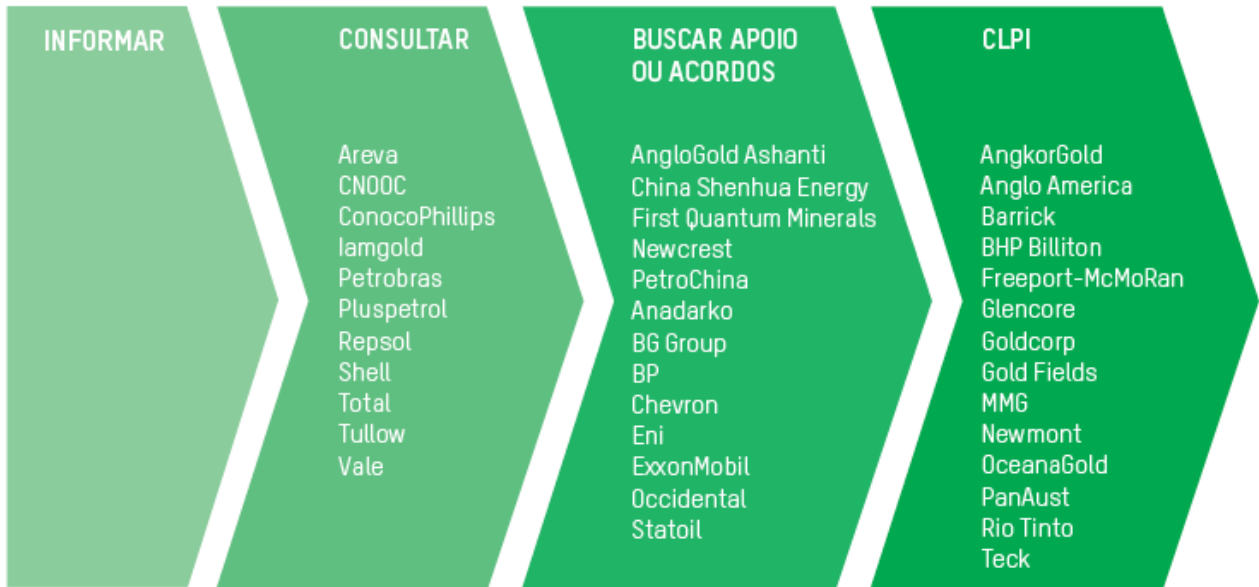 INFORMAR
CONSULTAR
Areva
CNOOC
ConocoPhillips
Iamgold
Petrobras
Pluspetrol
Repsol
Shell
Total
Tullow
Vale
BUSCAR APOIO
OU ACORDOS
AngloGold Ashanti
China Shenhua Energy
First Quantum Minerals
Newcrest
PetroChina
Anadarko
BG Group
BP
Chevron
Eni
ExxonMobil
Occidental
Statoil
CLPI
AngkorGold
Anglo America
Barrick
BHP Billiton
Freeport-McMoRan
Glencore
Goldcorp
Gold Fields
MMG
Newmont
OceanaGold
PanAust
Rio Tinto
Teck